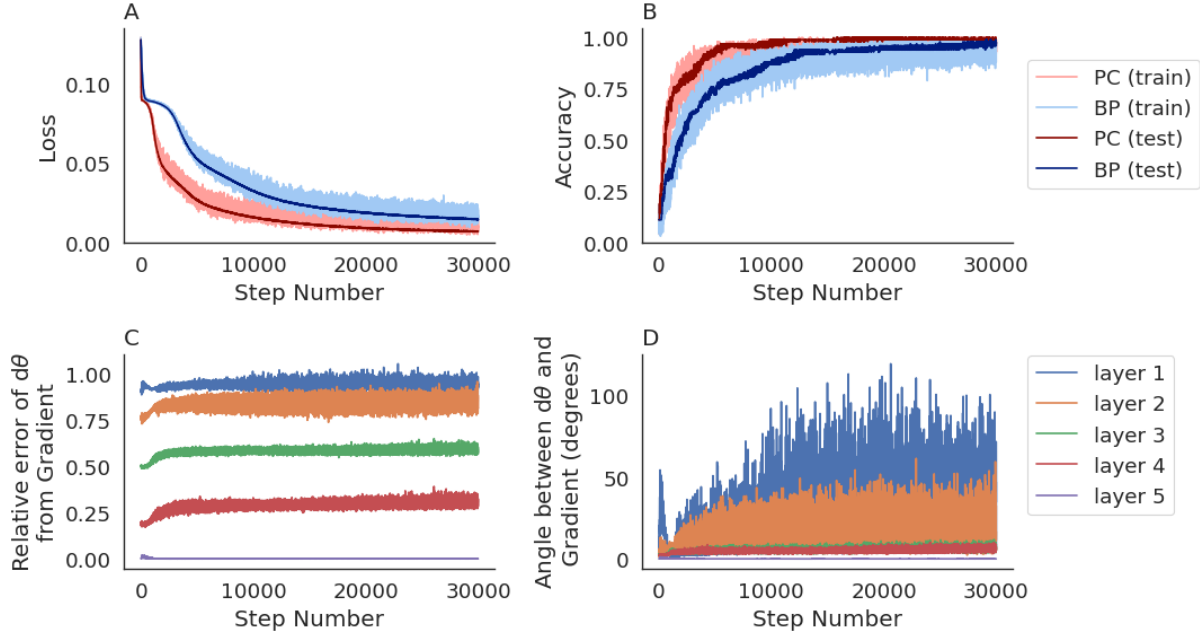 A
B
Loss
0.10
0.05
0.00
0
10000
20000
30000
Step Number
Accuracy
1.00
0.75
0.50
0.25
0.00
0
10000
20000
30000
Step Number
PC (train)
BP (train)
PC (test)
BP (test)
C
D
Relative error of dθ
from Gradient
1.00
0.75
0.50
0.25
0.00
0
10000
20000
30000
Step Number
Angle between dθ and
Gradient (degrees)
100
50
0
0
10000
20000
30000
Step Number
layer 1
layer 2
layer 3
layer 4
layer 5